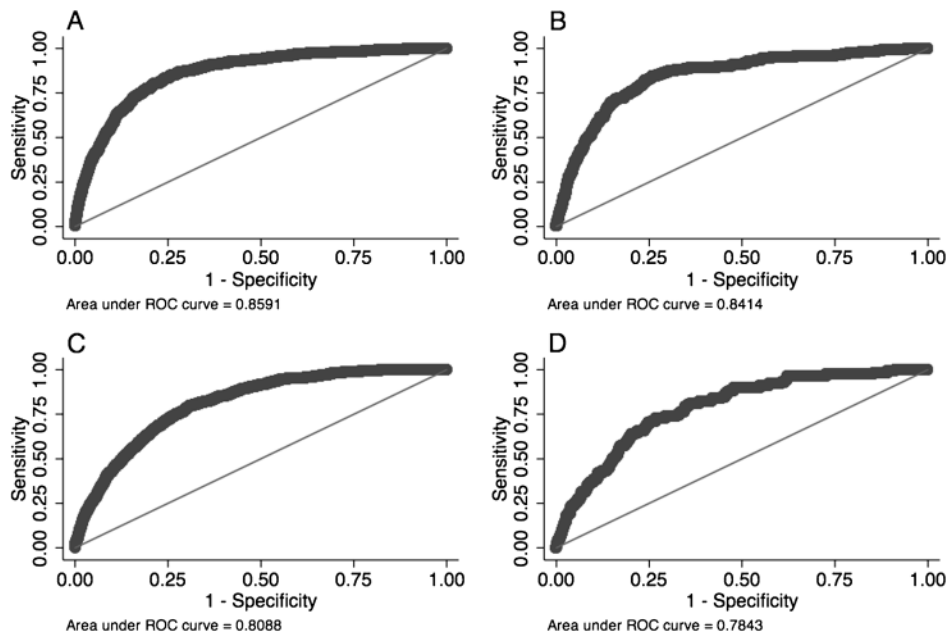 A
Sensitivity
1.00
0.75
0.50
0.25
0.00
0.00 0.25 0.50 0.75 1.00
1 - Specificity
Area under ROC curve = 0.8591
B
Sensitivity
1.00
0.75
0.50
0.25
0.00
0.00 0.25 0.50 0.75 1.00
1 - Specificity
Area under ROC curve = 0.8414
C
Sensitivity
1.00
0.75
0.50
0.25
0.00
0.00 0.25 0.50 0.75 1.00
1 - Specificity
Area under ROC curve = 0.8088
D
Sensitivity
1.00
0.75
0.50
0.25
0.00
0.00 0.25 0.50 0.75 1.00
1 - Specificity
Area under ROC curve = 0.7843